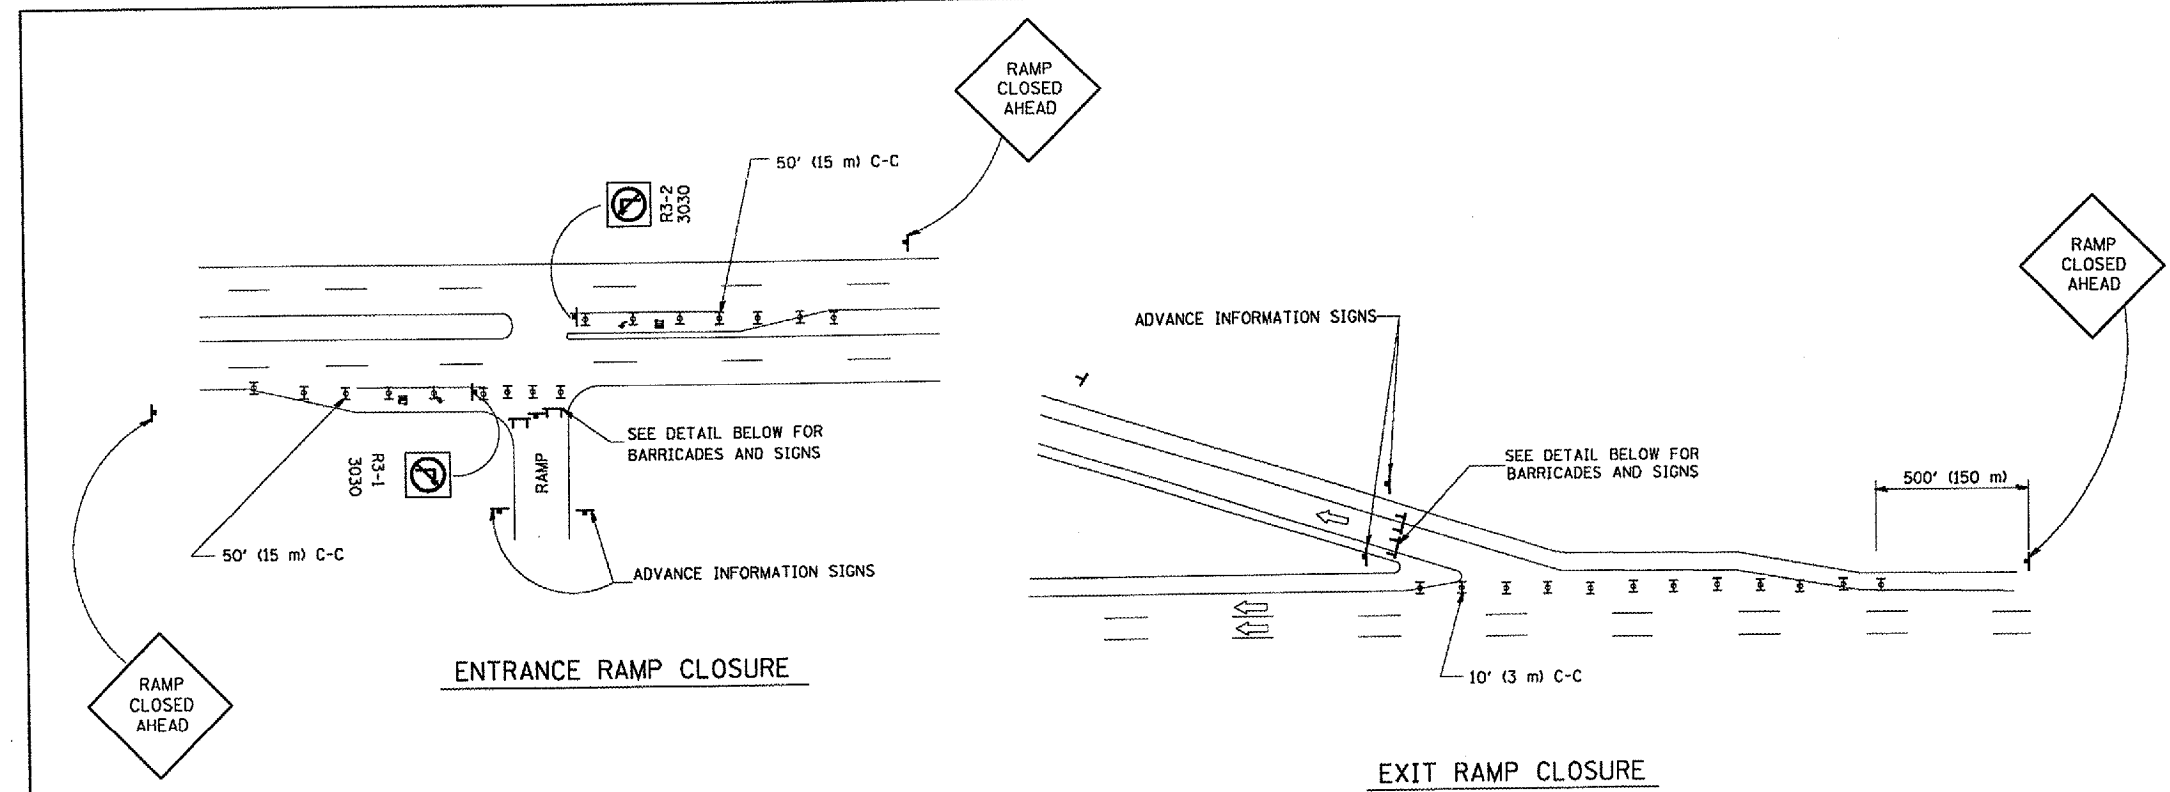 RAMP
CLOSED
AHEAD
50' (15 m) C-C
R3-2
3030
SEE DETAIL BELOW FOR
BARRICADES AND SIGNS
R3-1
3030
RAMP
50' (15 m) C-C
ADVANCE INFORMATION SIGNS
RAMP
CLOSED
AHEAD
ENTRANCE RAMP CLOSURE
RAMP
CLOSED
AHEAD
ADVANCE INFORMATION SIGNS
SEE DETAIL BELOW FOR
BARRICADES AND SIGNS
500' (150 m)
10' (3 m) C-C
EXIT RAMP CLOSURE